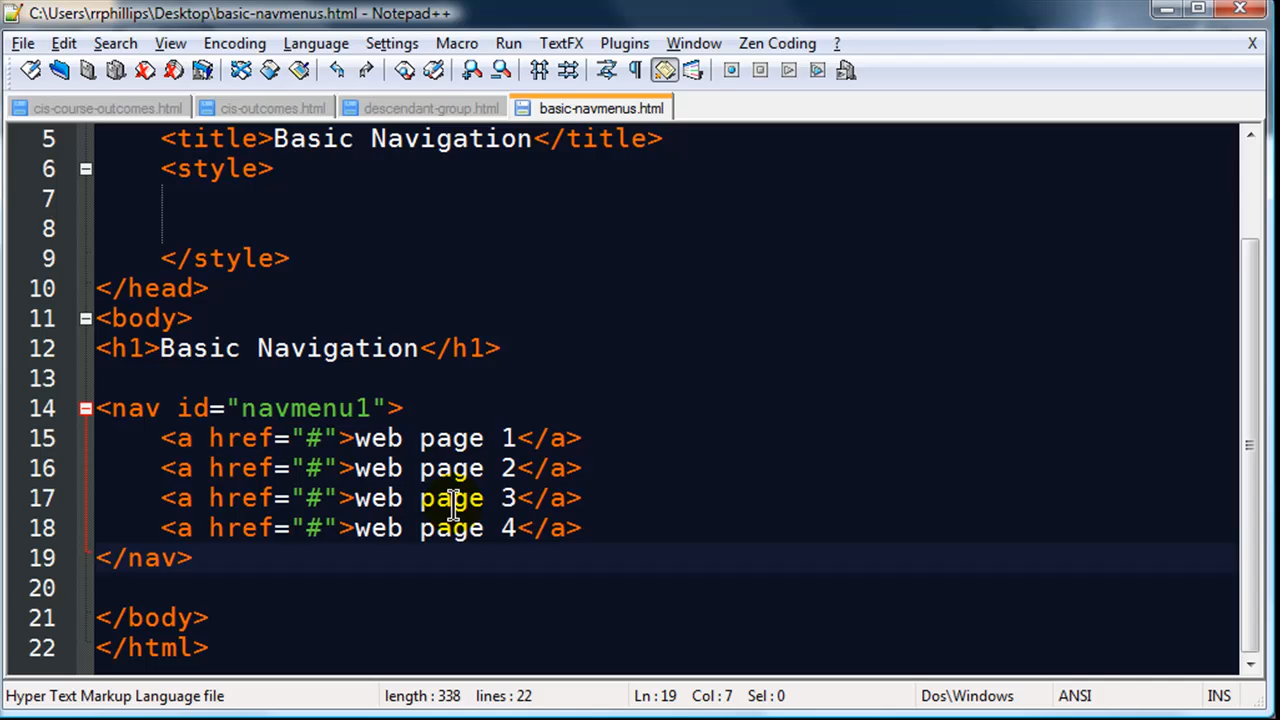 C:\Users\rrphillips\Desktop\basic-navmenus.html - Notepad++
File Edit Search View Encoding Language Settings Macro Run TextFX Plugins Window Zen Coding ? X
cis-course-outcomes.html cis-outcomes.html descendant-group.html basic-navmenus.html
5 <title>Basic Navigation</title>
6 <style>
7
8
9 </style>
10 </head>
11 <body>
12 <h1>Basic Navigation</h1>
13
14 <nav id="navmenu1">
15 <a href="#">web page 1</a>
16 <a href="#">web page 2</a>
17 <a href="#">web page 3</a>
18 <a href="#">web page 4</a>
19 </nav>
20
21 </body>
22 </html>
Hyper Text Markup Language file length : 338 lines : 22 Ln : 19 Col : 7 Sel : 0 Dos\Windows ANSI INS